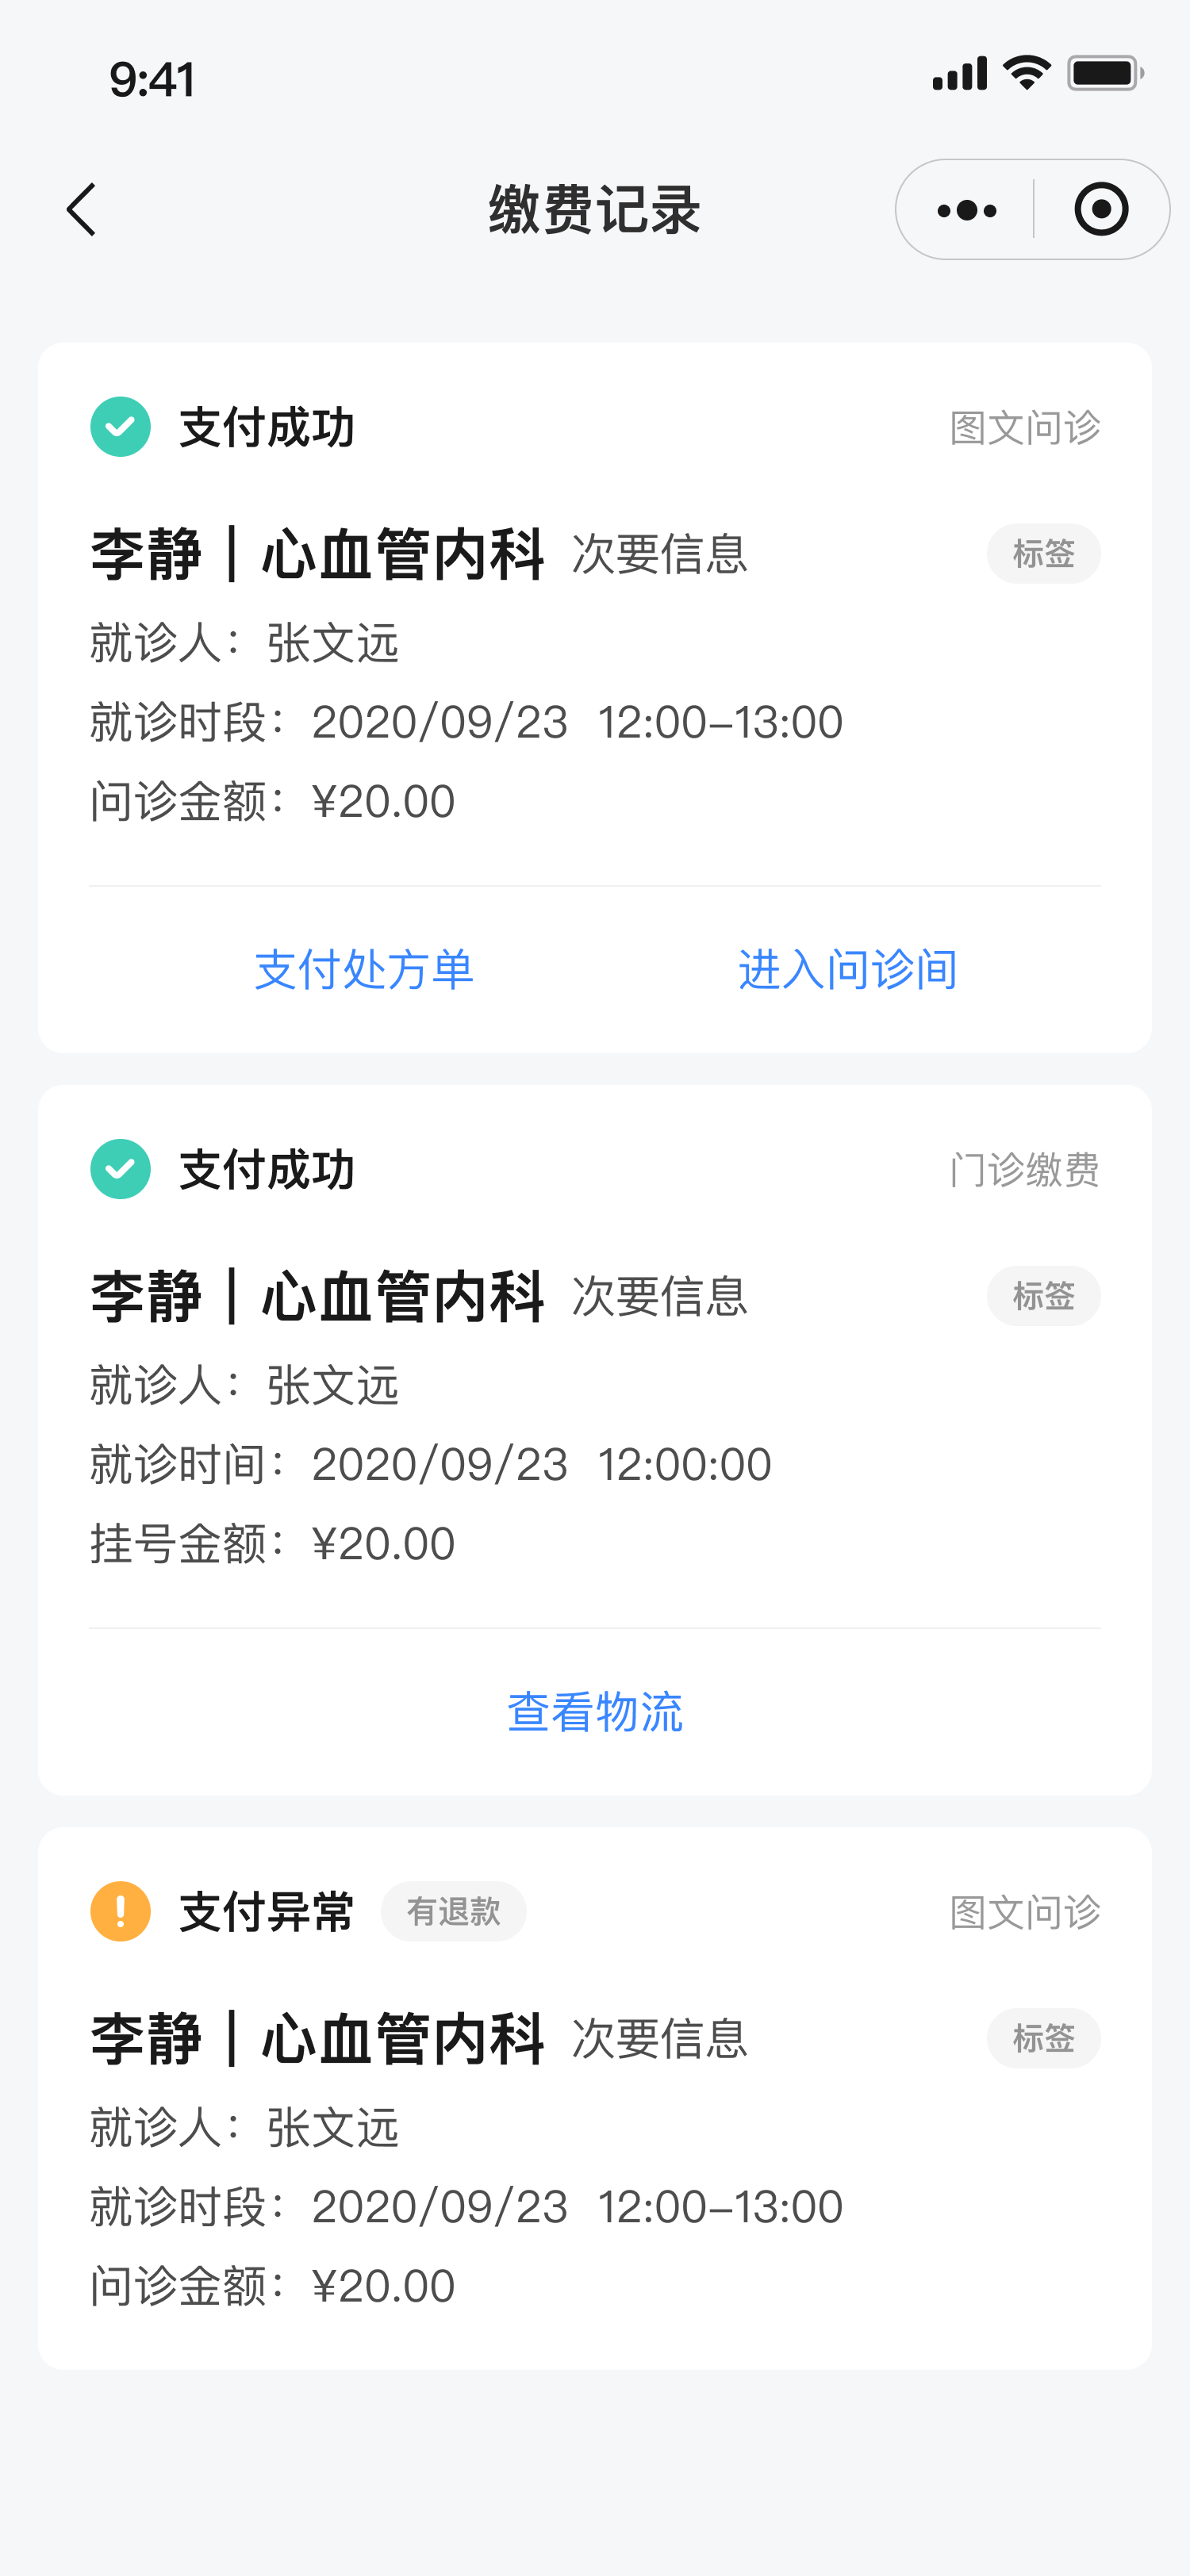 9:41
缴费记录
支付成功 图文问诊
李静｜心血管内科 次要信息 标签
就诊人：张文远
就诊时段：2020/09/23 12:00–13:00
问诊金额：¥20.00
支付处方单 进入问诊间
支付成功 门诊缴费
李静｜心血管内科 次要信息 标签
就诊人：张文远
就诊时间：2020/09/23 12:00:00
挂号金额：¥20.00
查看物流
支付异常 有退款 图文问诊
李静｜心血管内科 次要信息 标签
就诊人：张文远
就诊时段：2020/09/23 12:00–13:00
问诊金额：¥20.00